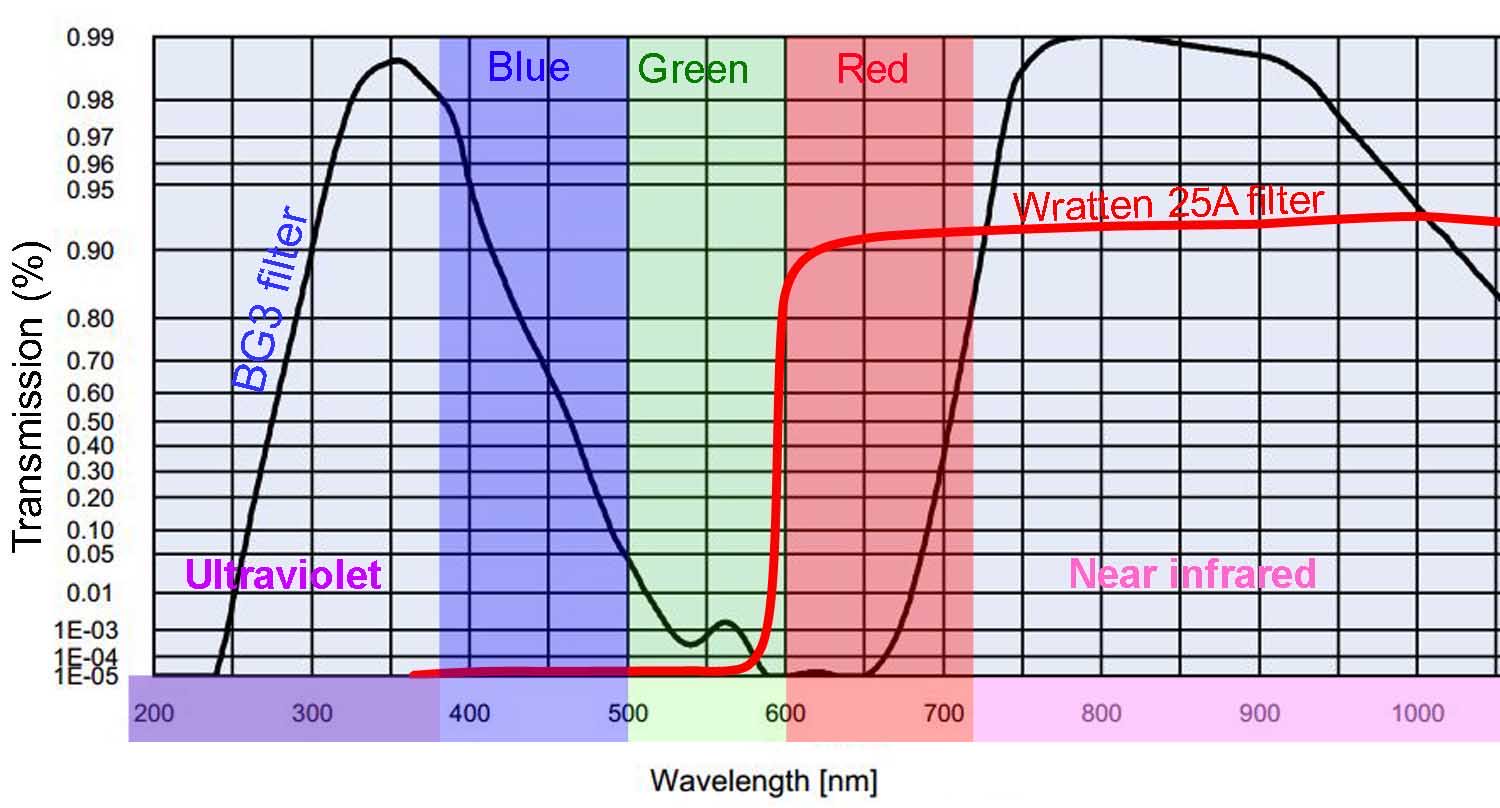 Transmission (%)
0.99
0.98
0.97
0.96
0.95
0.90
0.80
0.70
0.60
0.50
0.40
0.30
0.20
0.10
0.05
0.01
1E-03
1E-04
1E-05
Blue
Green
Red
BG3 filter
Wratten 25A filter
Ultraviolet
Near infrared
200 300 400 500 600 700 800 900 1000
Wavelength [nm]